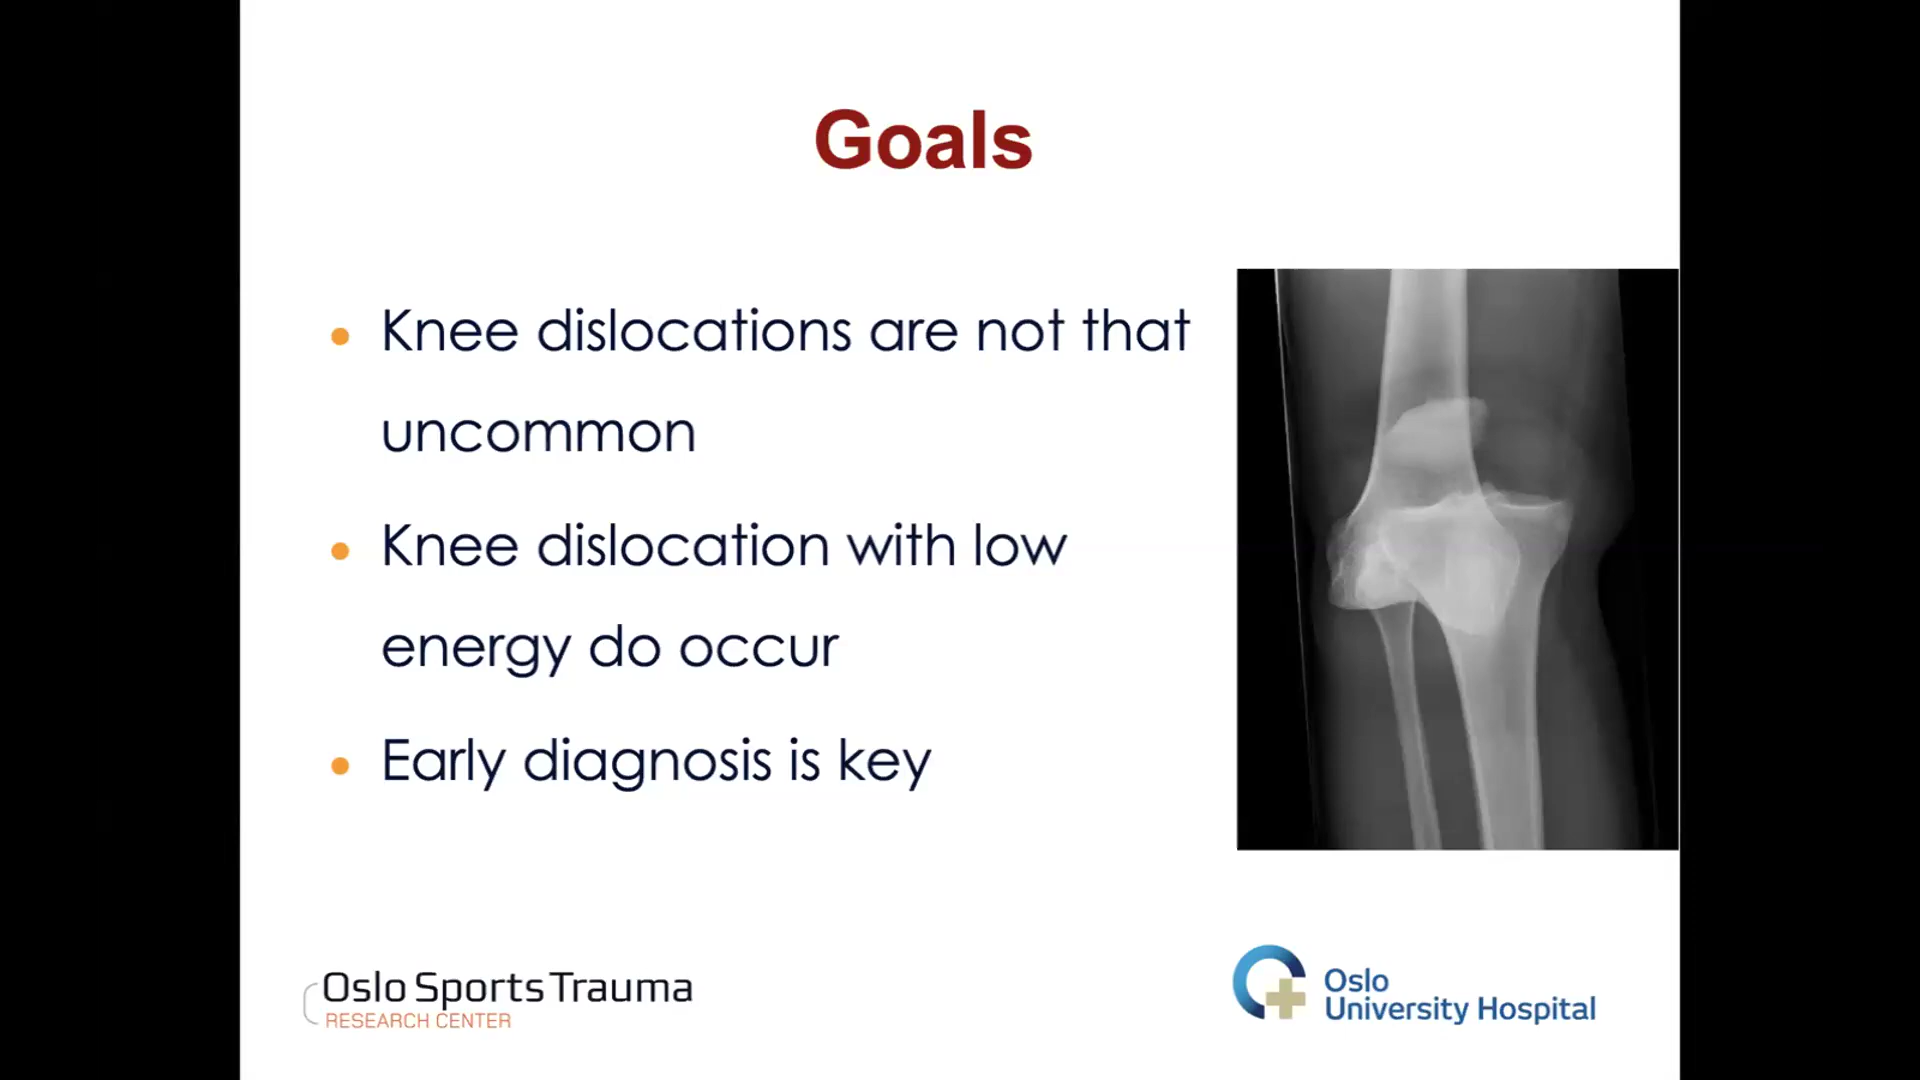 Goals
Knee dislocations are not that
uncommon
Knee dislocation with low
energy do occur
Early diagnosis is key
Oslo Sports Trauma
RESEARCH CENTER
Oslo
University Hospital